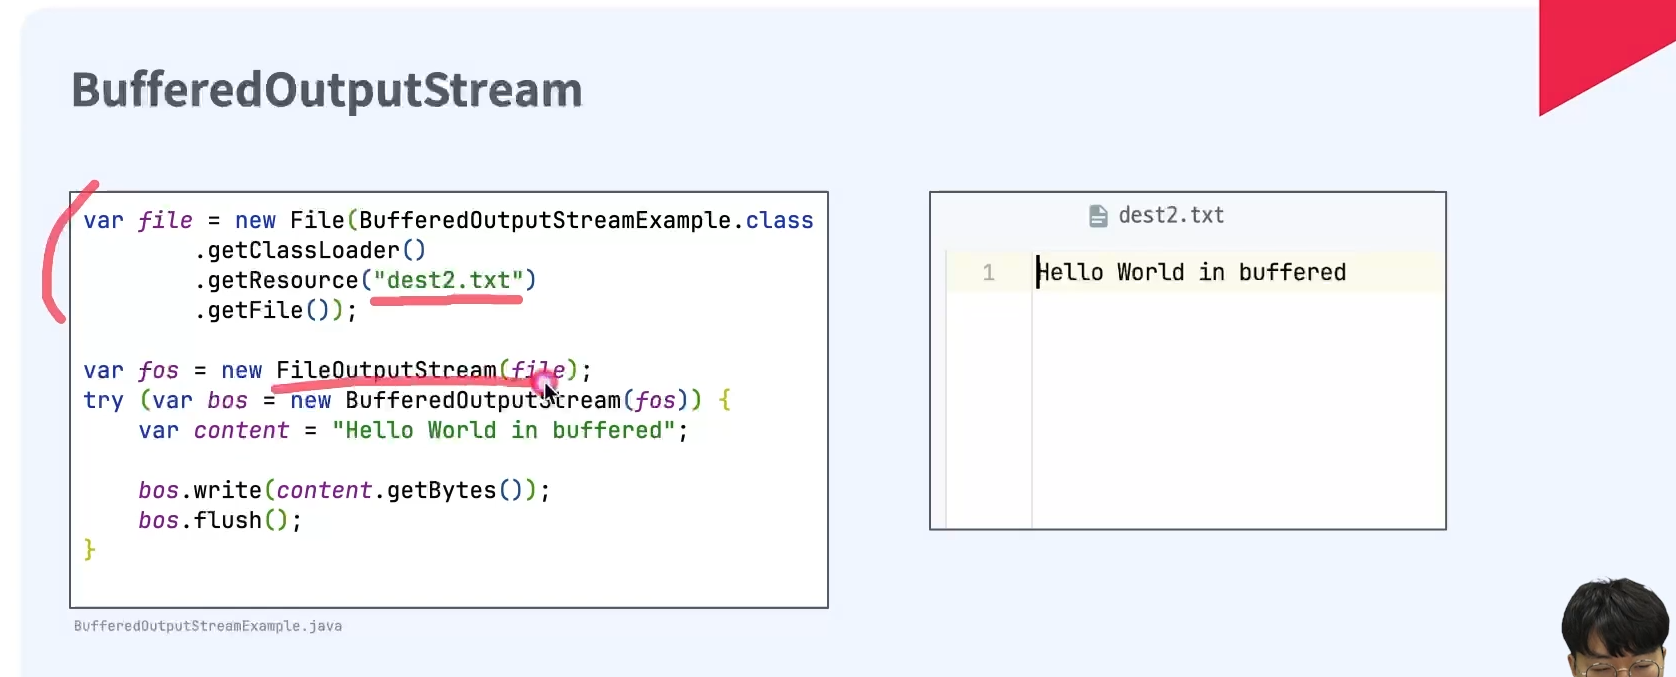 BufferedOutputStream
var file = new File(BufferedOutputStreamExample.class
.getClassLoader()
.getResource("dest2.txt")
.getFile());
var fos = new FileOutputStream(file);
try (var bos = new BufferedOutputStream(fos)) {
var content = "Hello World in buffered";
bos.write(content.getBytes());
bos.flush();
}
BufferedOutputStreamExample.java
dest2.txt
1 Hello World in buffered